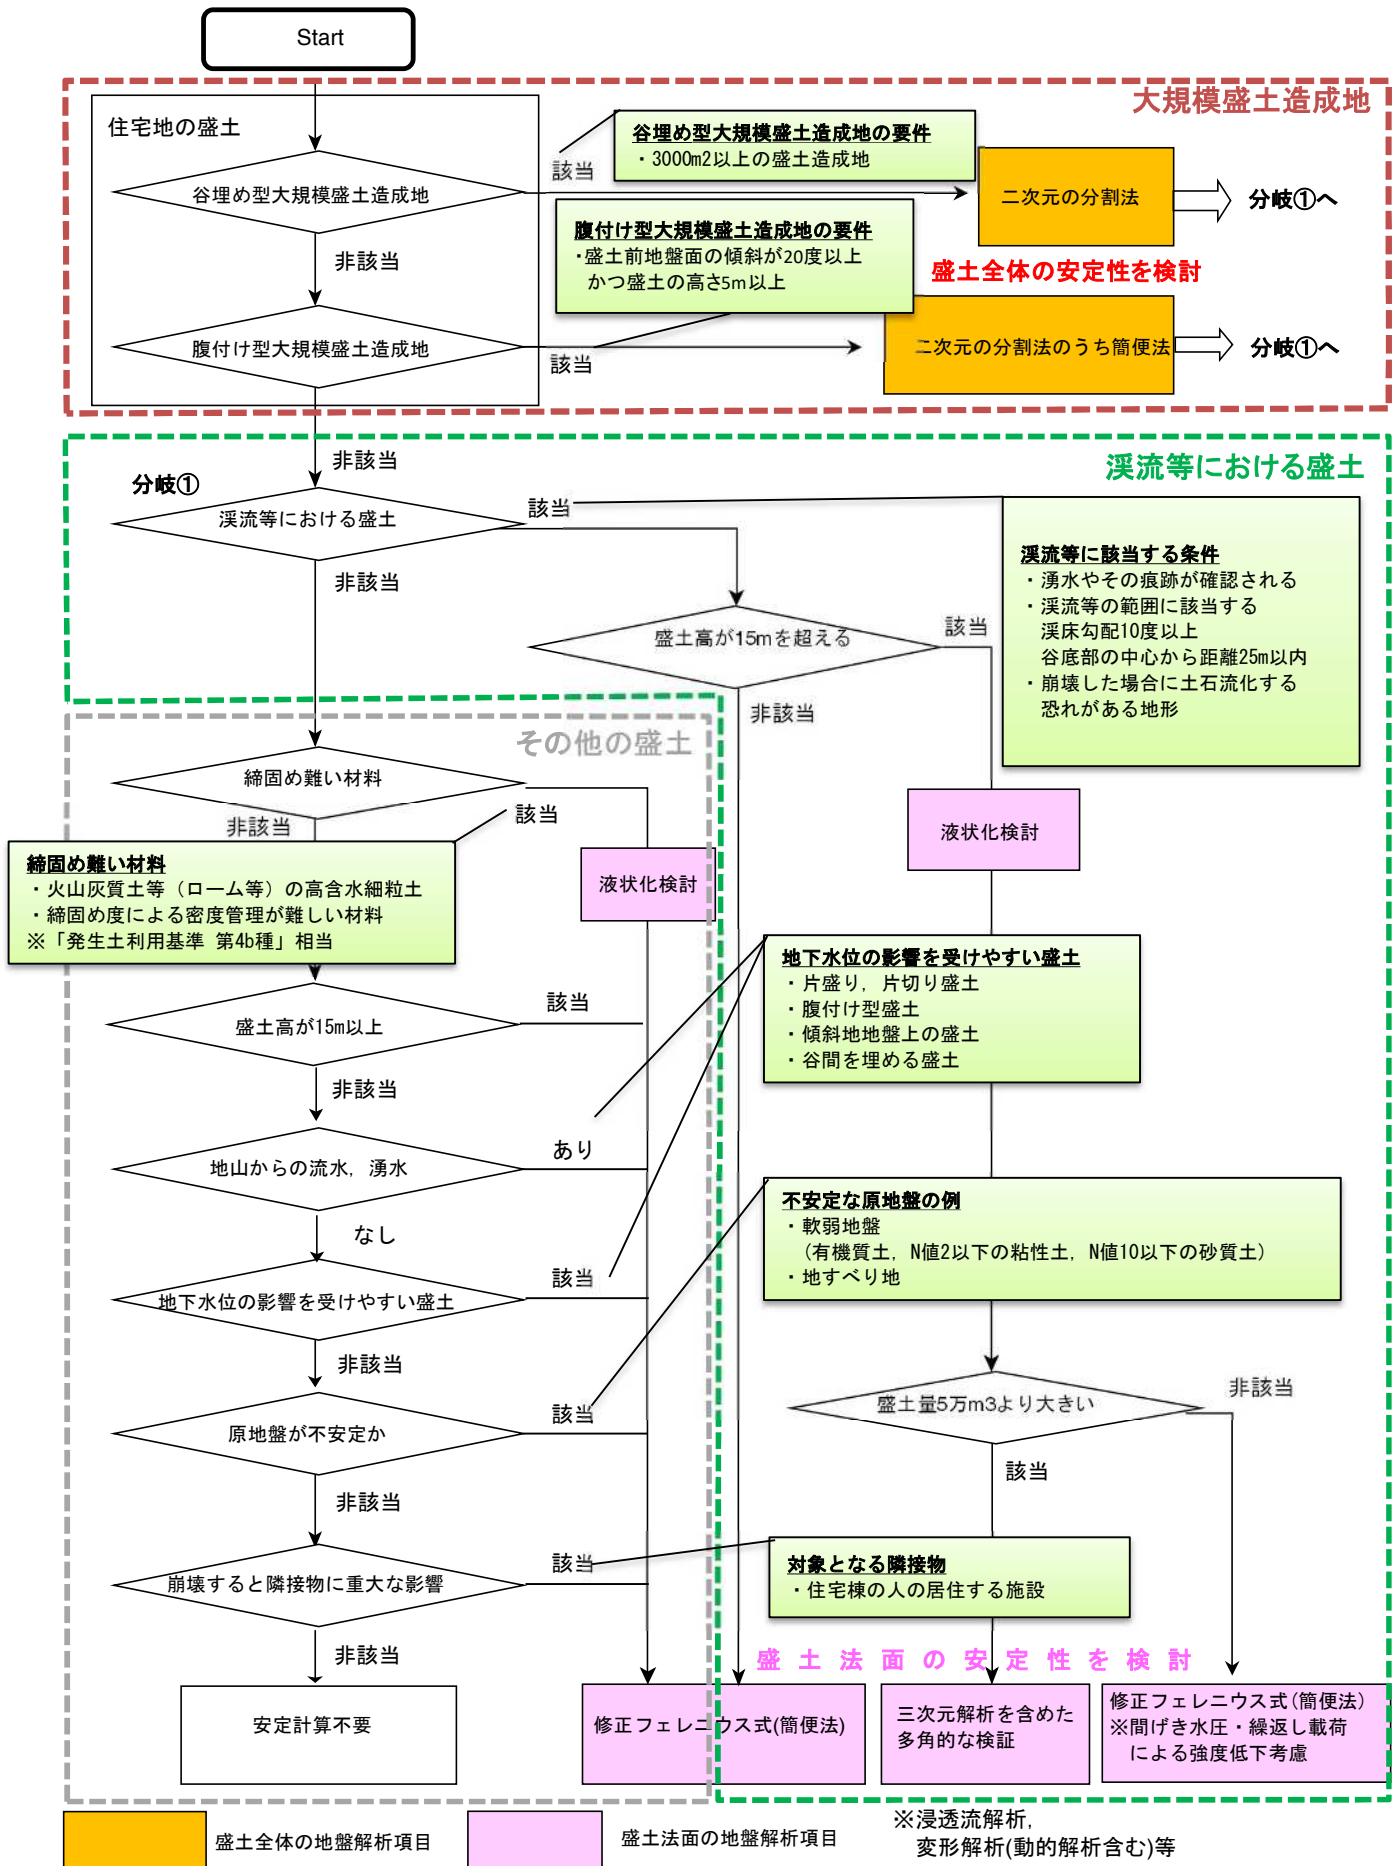 Start
大規模盛土造成地
住宅地の盛土
谷埋め型大規模盛土造成地の要件
・3000m2以上の盛土造成地
該当
谷埋め型大規模盛土造成地
二次元の分割法
分岐①へ
腹付け型大規模盛土造成地の要件
・盛土前地盤面の傾斜が20度以上
かつ盛土の高さ5m以上
非該当
盛土全体の安定性を検討
腹付け型大規模盛土造成地
該当
二次元の分割法のうち簡便法
分岐①へ
非該当
渓流等における盛土
分岐①
渓流等における盛土
該当
非該当
渓流等に該当する条件
・湧水やその痕跡が確認される
・渓流等の範囲に該当する
渓床勾配10度以上
谷底部の中心から距離25m以内
・崩壊した場合に土石流化する
恐れがある地形
盛土高が15mを超える
該当
非該当
その他の盛土
締固め難い材料
該当
非該当
液状化検討
締固め難い材料
・火山灰質土等（ローム等）の高含水細粒土
・締固め度による密度管理が難しい材料
※「発生土利用基準 第4b種」相当
液状化検討
地下水位の影響を受けやすい盛土
・片盛り，片切り盛土
・腹付け型盛土
・傾斜地地盤上の盛土
・谷間を埋める盛土
盛土高が15m以上
該当
非該当
地山からの流水，湧水
あり
なし
不安定な原地盤の例
・軟弱地盤
（有機質土，N値2以下の粘性土，N値10以下の砂質土）
・地すべり地
地下水位の影響を受けやすい盛土
該当
非該当
盛土量5万m3より大きい
非該当
該当
原地盤が不安定か
該当
非該当
対象となる隣接物
・住宅棟の人の居住する施設
崩壊すると隣接物に重大な影響
該当
非該当
盛土法面の安定性を検討
安定計算不要
修正フェレニウス式(簡便法)
三次元解析を含めた
多角的な検証
修正フェレニウス式(簡便法)
※間げき水圧・繰返し載荷
による強度低下考慮
盛土全体の地盤解析項目
盛土法面の地盤解析項目
※浸透流解析，
変形解析(動的解析含む)等